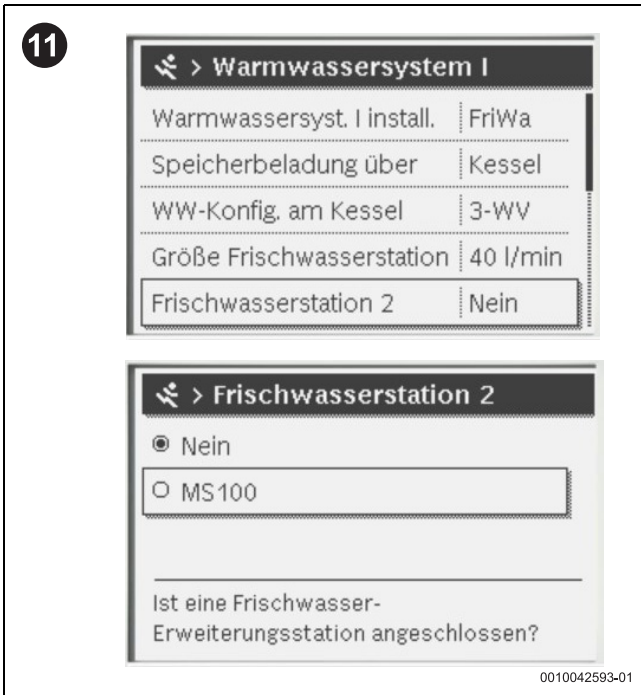 11
> Warmwassersystem I
Warmwassersyst. I install. FriWa
Speicherbeladung über Kessel
WW-Konfig. am Kessel 3-WV
Größe Frischwasserstation 40 l/min
Frischwasserstation 2 Nein
> Frischwasserstation 2
Nein
MS100
Ist eine Frischwasser-
Erweiterungsstation angeschlossen?
0010042593-01